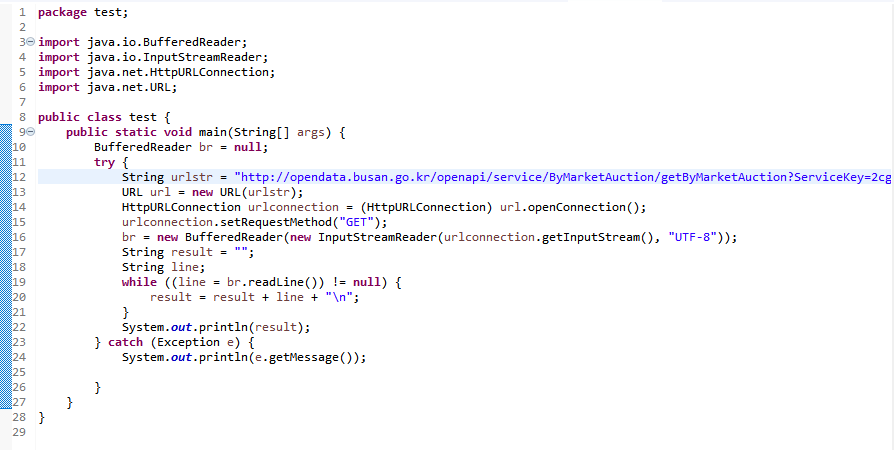 1 package test;
2
3 import java.io.BufferedReader;
4 import java.io.InputStreamReader;
5 import java.net.HttpURLConnection;
6 import java.net.URL;
7
8 public class test {
9     public static void main(String[] args) {
10         BufferedReader br = null;
11         try {
12             String urlstr = "http://opendata.busan.go.kr/openapi/service/ByMarketAuction/getByMarketAuction?ServiceKey=2cg
13             URL url = new URL(urlstr);
14             HttpURLConnection urlconnection = (HttpURLConnection) url.openConnection();
15             urlconnection.setRequestMethod("GET");
16             br = new BufferedReader(new InputStreamReader(urlconnection.getInputStream(), "UTF-8"));
17             String result = "";
18             String line;
19             while ((line = br.readLine()) != null) {
20                 result = result + line + "\n";
21             }
22             System.out.println(result);
23         } catch (Exception e) {
24             System.out.println(e.getMessage());
25
26         }
27     }
28 }
29